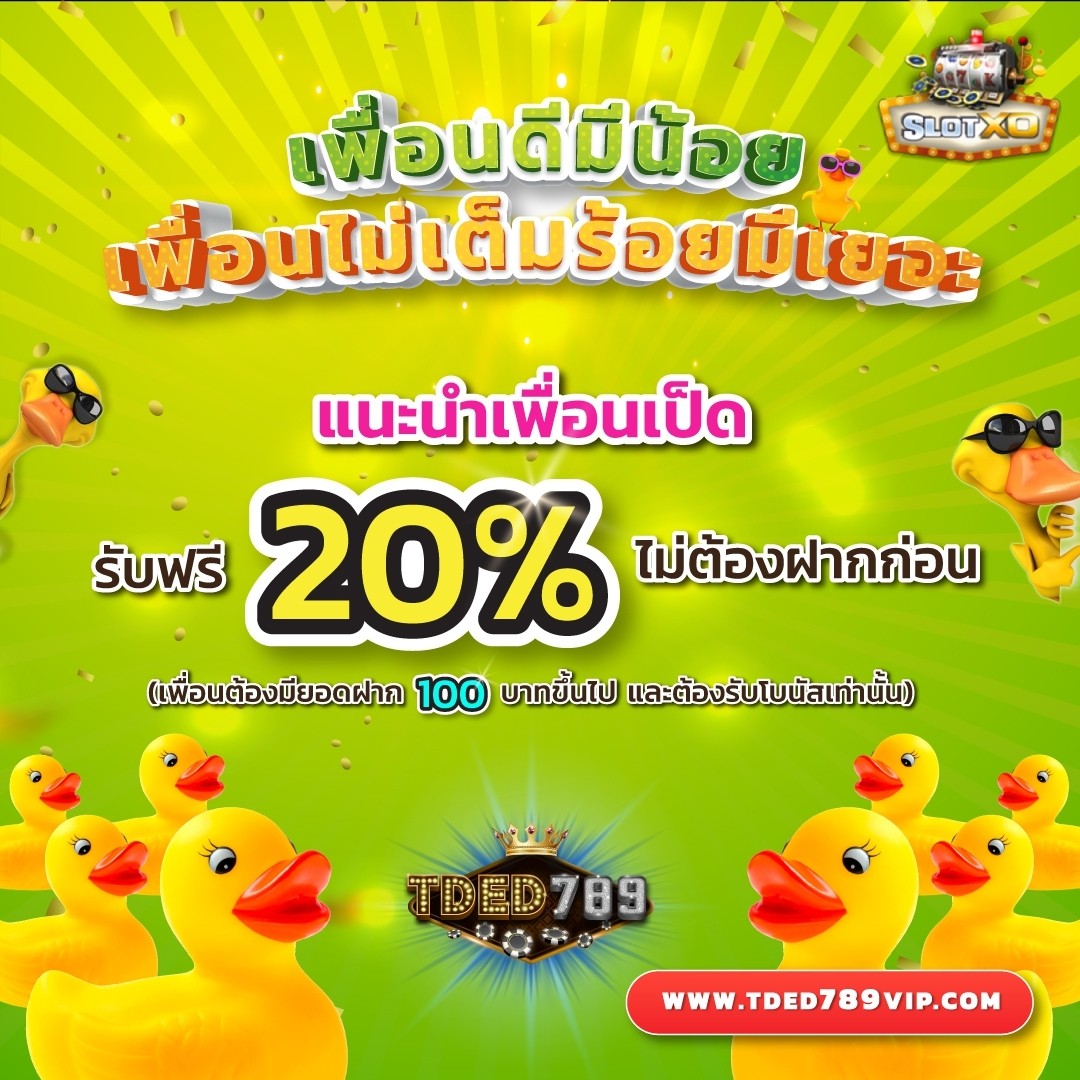 SLOTXO
เพื่อนดีมีน้อย
เพื่อนไม่เต็มร้อยมีเยอะ
แนะนำเพื่อนเป็ด
รับฟรี 20% ไม่ต้องฝากก่อน
(เพื่อนต้องมียอดฝาก 100 บาทขึ้นไป และต้องรับโบนัสเท่านั้น)
TDED789
WWW.TDED789VIP.COM